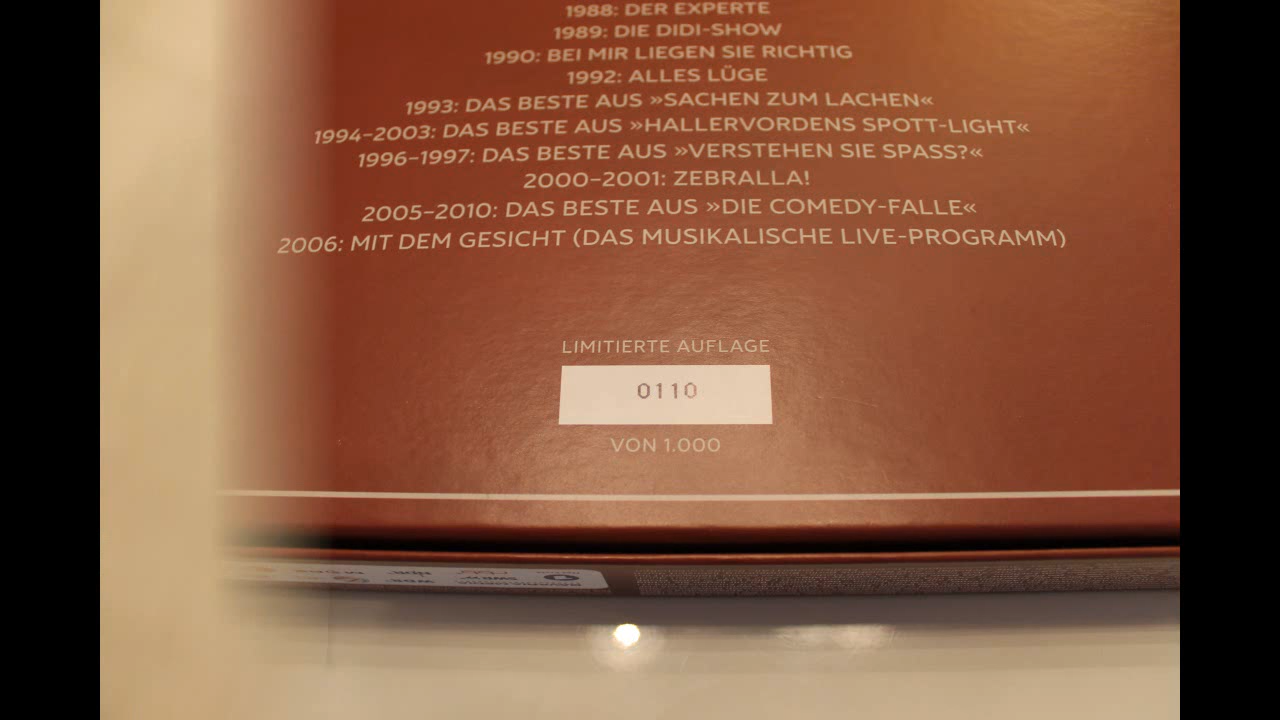 1988: DER EXPERTE
1989: DIE DIDI-SHOW
1990: BEI MIR LIEGEN SIE RICHTIG
1992: ALLES LÜGE
1993: DAS BESTE AUS »SACHEN ZUM LACHEN«
1994–2003: DAS BESTE AUS »HALLERVORDENS SPOTT-LIGHT«
1996–1997: DAS BESTE AUS »VERSTEHEN SIE SPASS?«
2000–2001: ZEBRALLA!
2005–2010: DAS BESTE AUS »DIE COMEDY-FALLE«
2006: MIT DEM GESICHT (DAS MUSIKALISCHE LIVE-PROGRAMM)
LIMITIERTE AUFLAGE
0110
VON 1.000